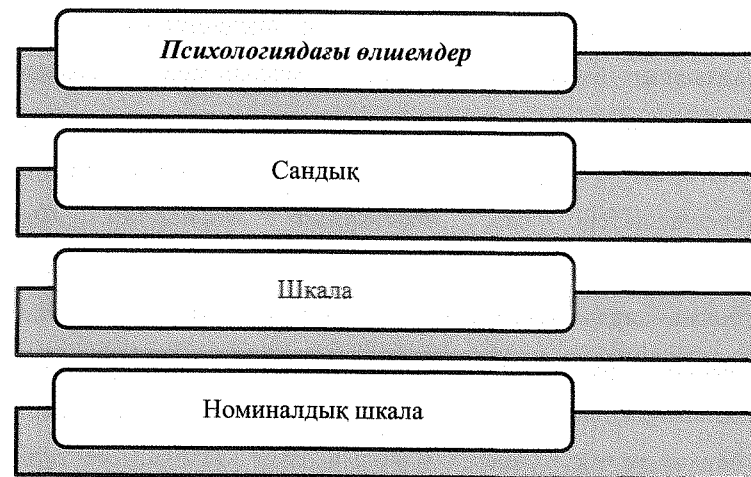 Психологиядағы өлшемдер
Сандық
Шкала
Номиналдық шкала